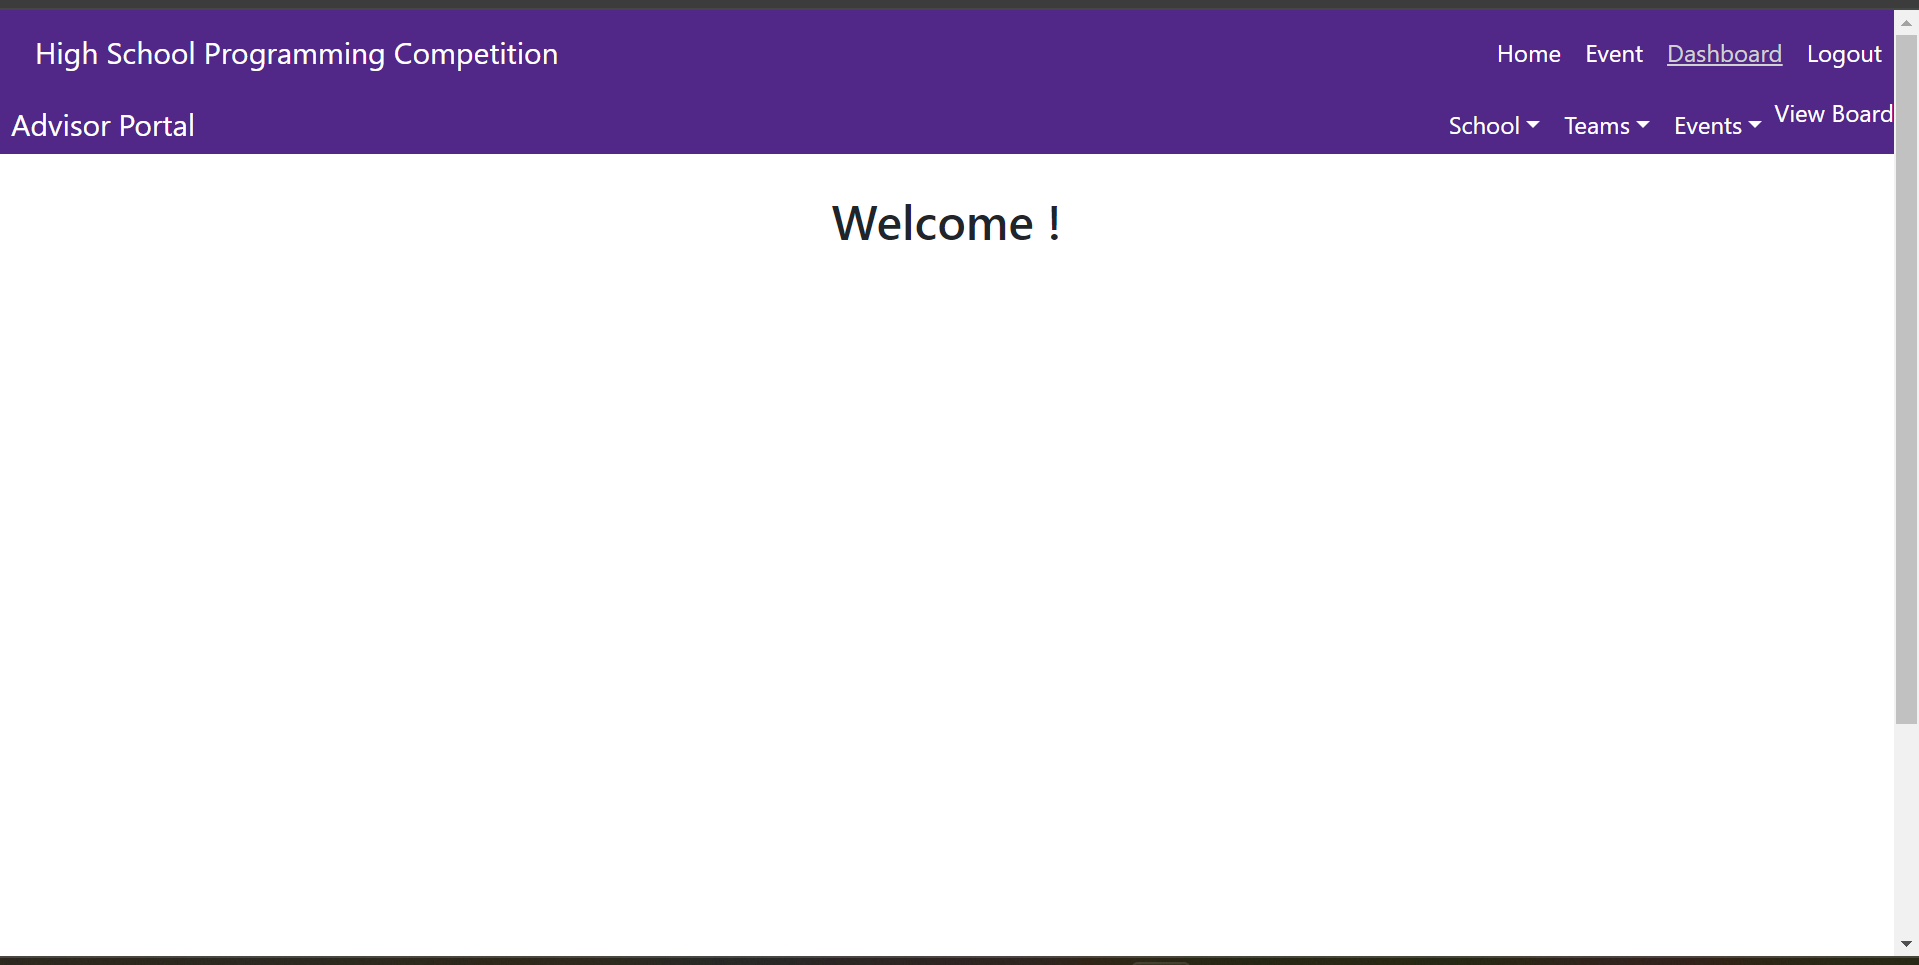 High School Programming Competition Home Event Dashboard Logout
Advisor Portal School Teams Events View Board
Welcome !